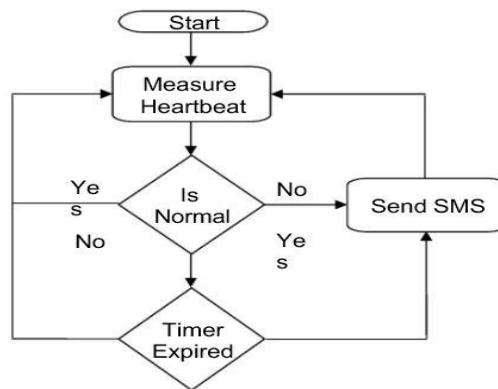 Start
Measure
Heartbeat
Ye
s
Is
Normal
No
Send SMS
No
Ye
s
Timer
Expired